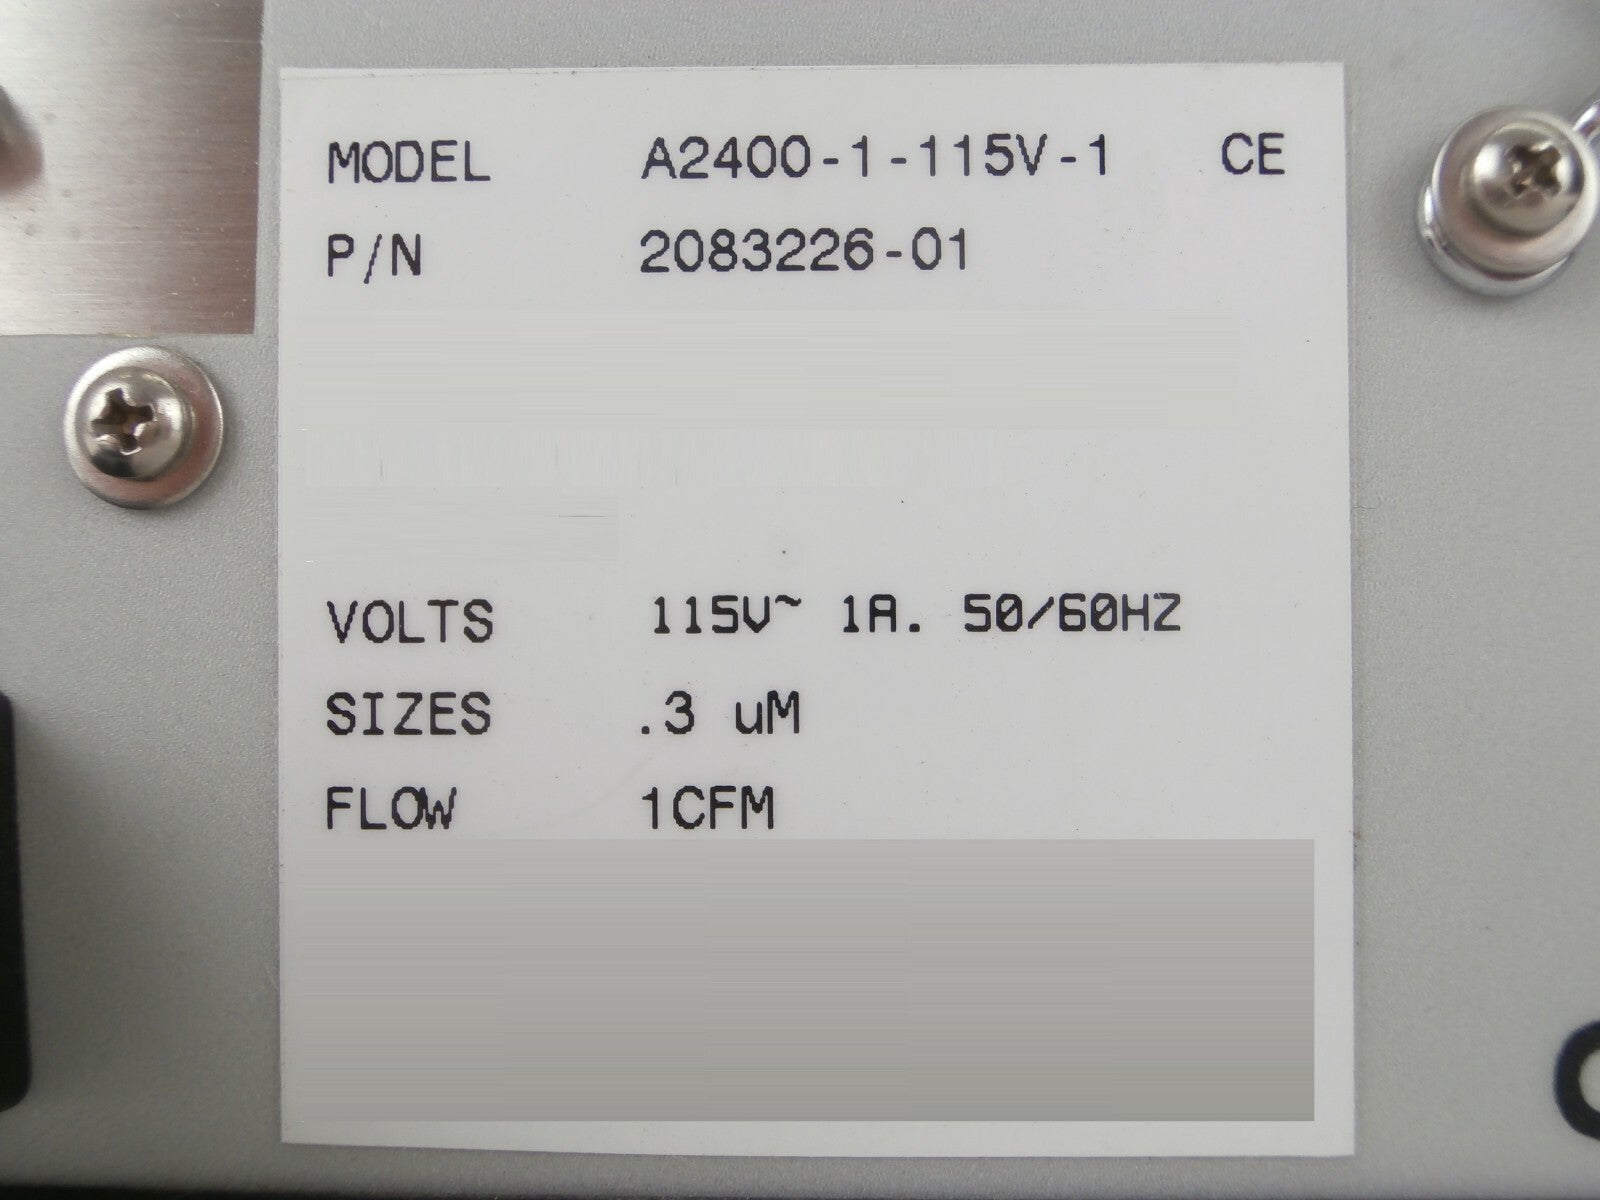 MODEL A2400-1-115V-1 CE
P/N 2083226-01
VOLTS 115V~ 1A. 50/60HZ
SIZES .3 uM
FLOW 1CFM